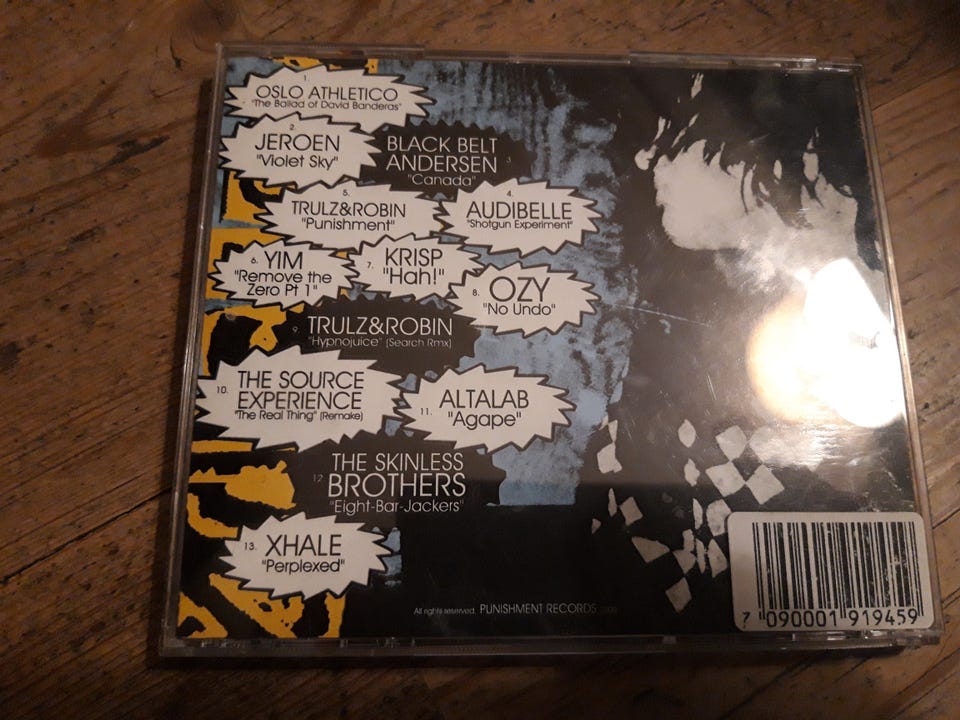 1.
OSLO ATHLETICO
"The Ballad of David Banderas"
2.
JEROEN
"Violet Sky"
BLACK BELT
ANDERSEN 3.
"Canada"
4.
AUDIBELLE
"Shotgun Experiment"
5.
TRULZ&ROBIN
"Punishment"
6. YIM
"Remove the
Zero Pt 1"
7. KRISP
"Hah!"
8. OZY
"No Undo"
9. TRULZ&ROBIN
"Hypnojuice" (Search Rmx)
10. THE SOURCE
EXPERIENCE
"The Real Thing" (Remake)
ALTALAB
11. "Agape"
THE SKINLESS
12. BROTHERS
"Eight-Bar-Jackers"
13. XHALE
"Perplexed"
All rights reserved. PUNISHMENT RECORDS
7 090001 919459